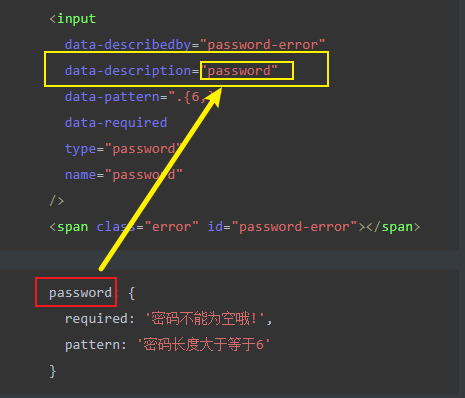 <input
data-describedby="password-error"
data-description="password"
data-pattern=".{6,}"
data-required
type="password"
name="password"
/>
<span class="error" id="password-error"></span>
password: {
required: '密码不能为空哦!',
pattern: '密码长度大于等于6'
}